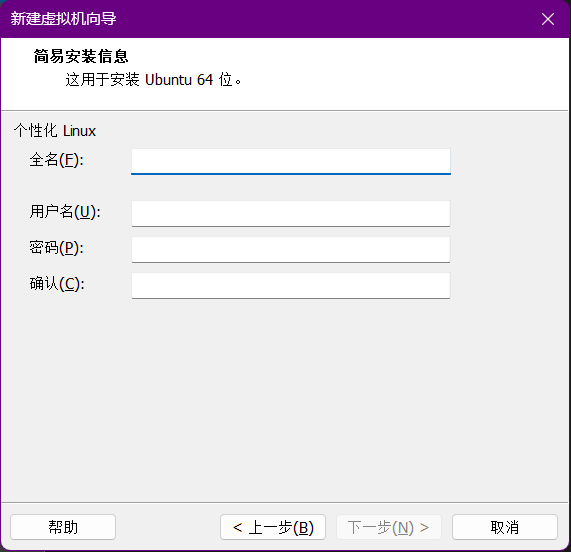 新建虚拟机向导
简易安装信息
这用于安装 Ubuntu 64 位。
个性化 Linux
全名(F):
用户名(U):
密码(P):
确认(C):
帮助
< 上一步(B)
下一步(N) >
取消